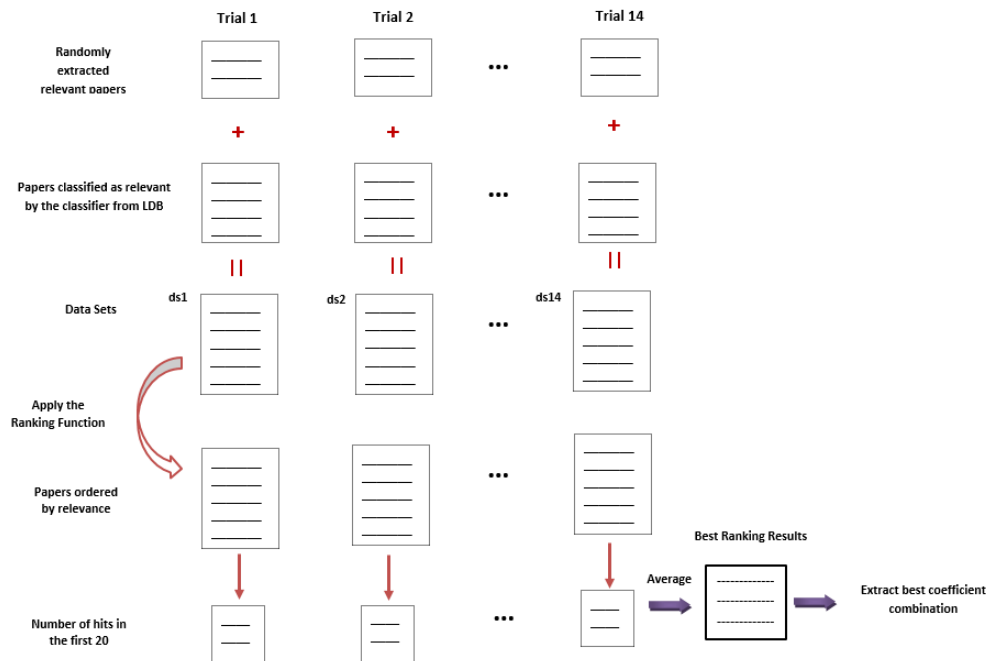 Trial 1
Trial 2
Trial 14
Randomly
extracted
relevant papers
...
+
+
+
Papers classified as relevant
by the classifier from LDB
...
||
||
||
Data Sets
ds1
ds2
...
ds14
Apply the
Ranking Function
Papers ordered
by relevance
...
Best Ranking Results
Average
Extract best coefficient
combination
Number of hits in
the first 20
...